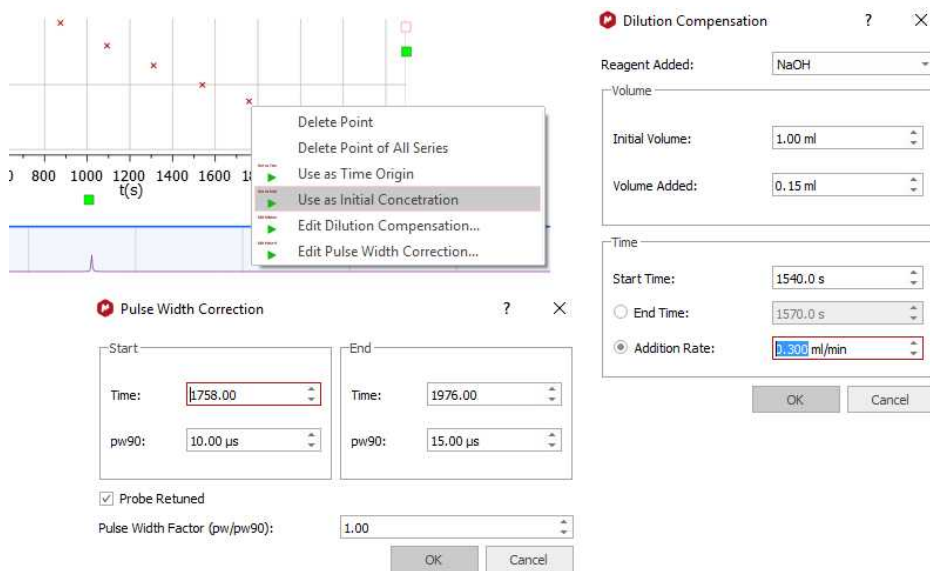 Dilution Compensation
?
Reagent Added: NaOH
Volume
Initial Volume: 1.00 ml
Volume Added: 0.15 ml
Time
Start Time: 1540.0 s
End Time: 1570.0 s
Addition Rate: 0.300 ml/min
OK Cancel
Delete Point
Delete Point of All Series
Use as Time Origin
Use as Initial Concetration
Edit Dilution Compensation...
Edit Pulse Width Correction...
800 1000 1200 1400 1600
t(s)
Pulse Width Correction
?
Start End
Time: 1758.00 Time: 1976.00
pw90: 10.00 µs pw90: 15.00 µs
Probe Retuned
Pulse Width Factor (pw/pw90): 1.00
OK Cancel